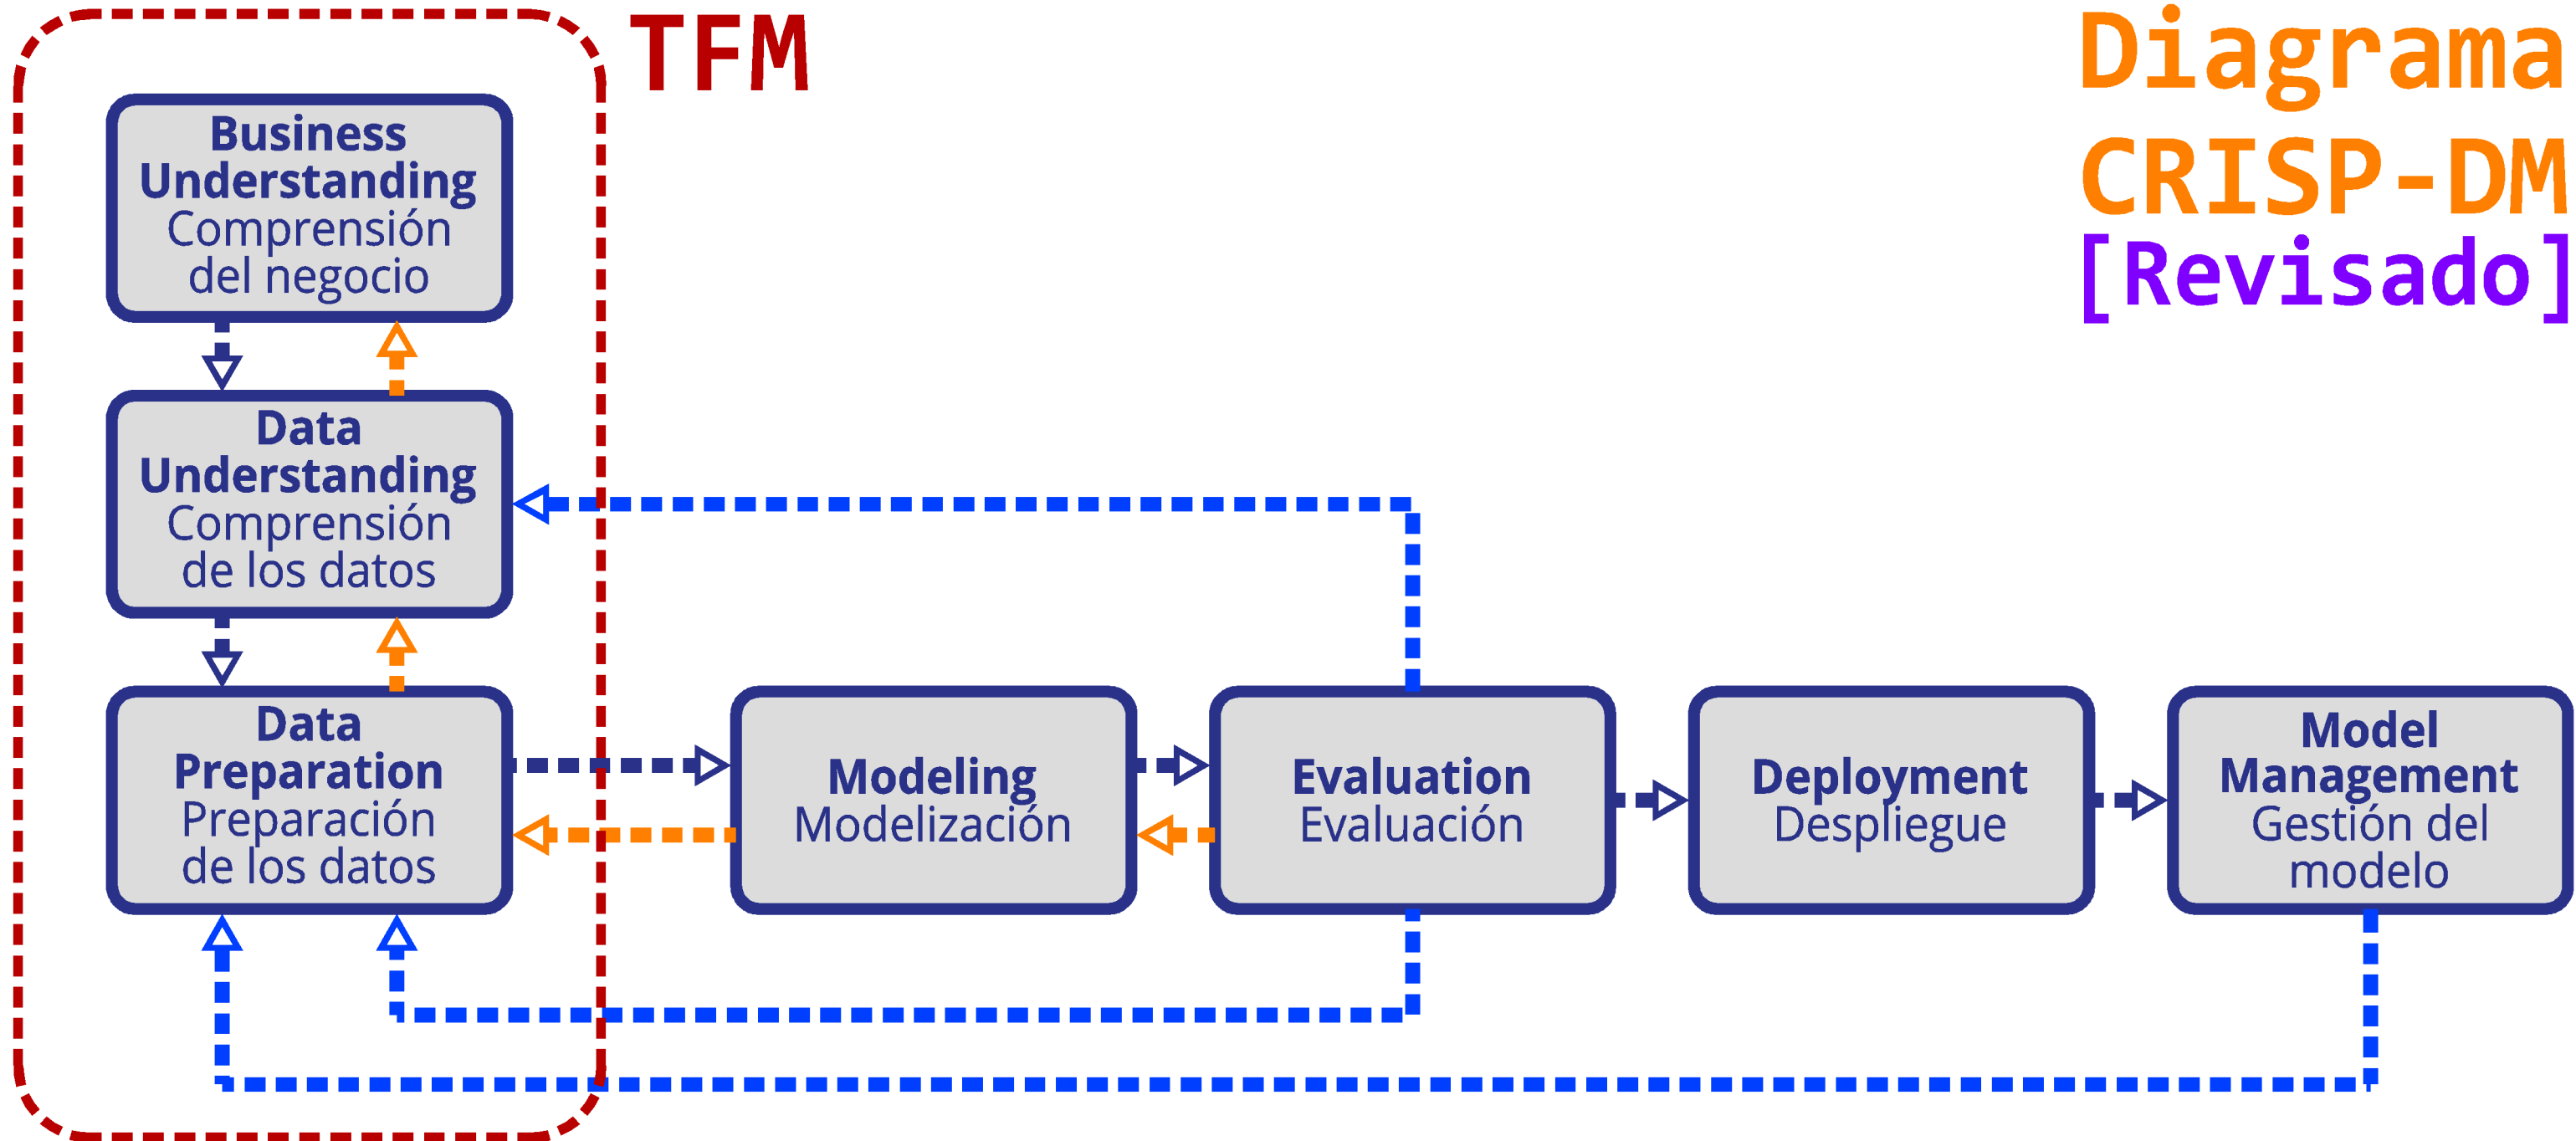 TFM
Diagrama
CRISP-DM
[Revisado]
Business
Understanding
Comprensión
del negocio
Data
Understanding
Comprensión
de los datos
Data
Preparation
Preparación
de los datos
Modeling
Modelización
Evaluation
Evaluación
Deployment
Despliegue
Model
Management
Gestión del
modelo